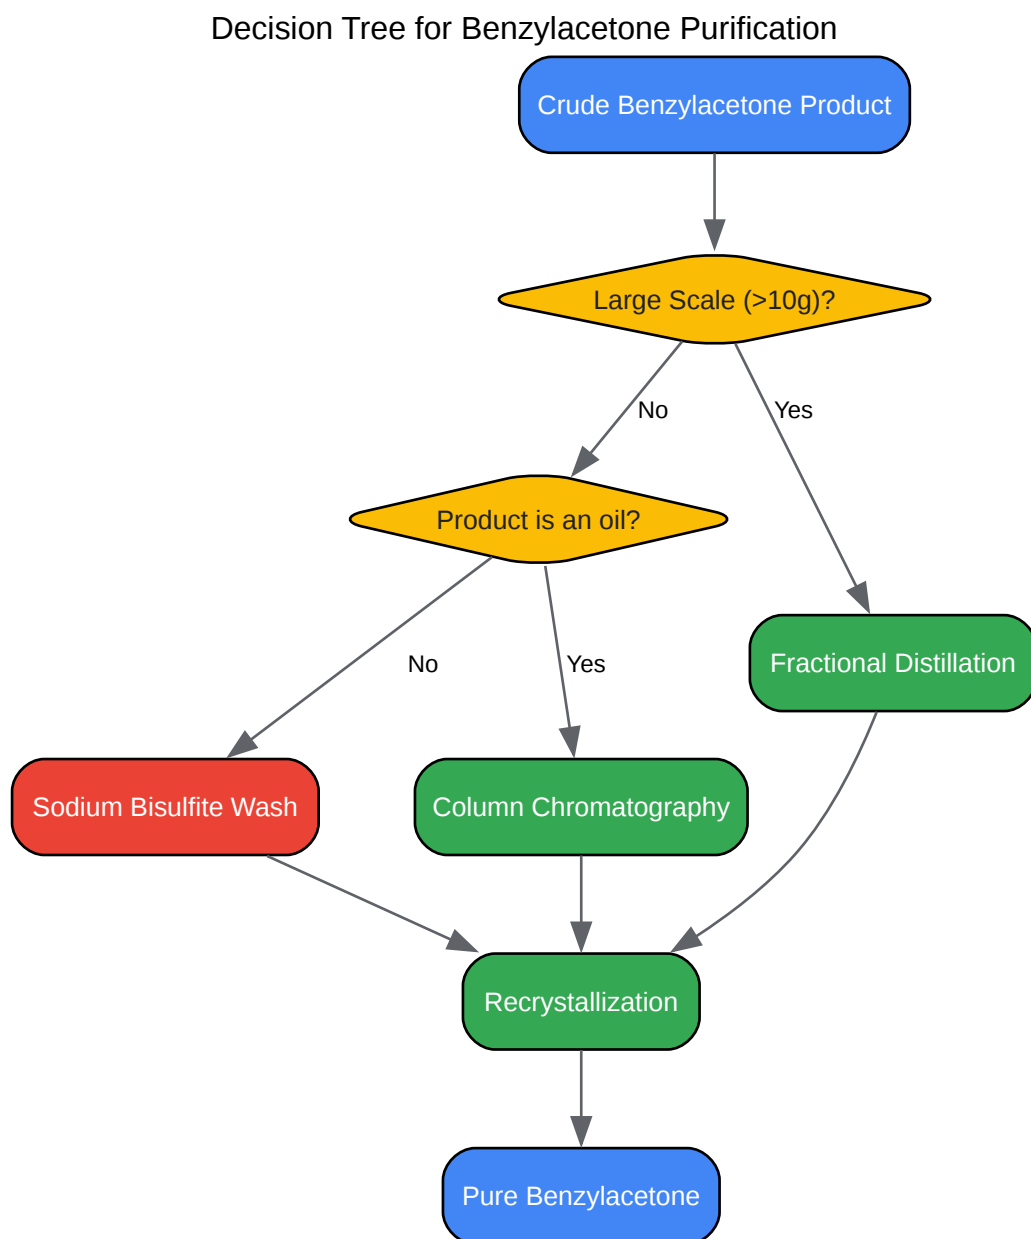 Decision Tree for Benzylacetone Purification
Crude Benzylacetone Product
Large Scale (>10g)?
No
Yes
Product is an oil?
No
Yes
Fractional Distillation
Sodium Bisulfite Wash
Column Chromatography
Recrystallization
Pure Benzylacetone